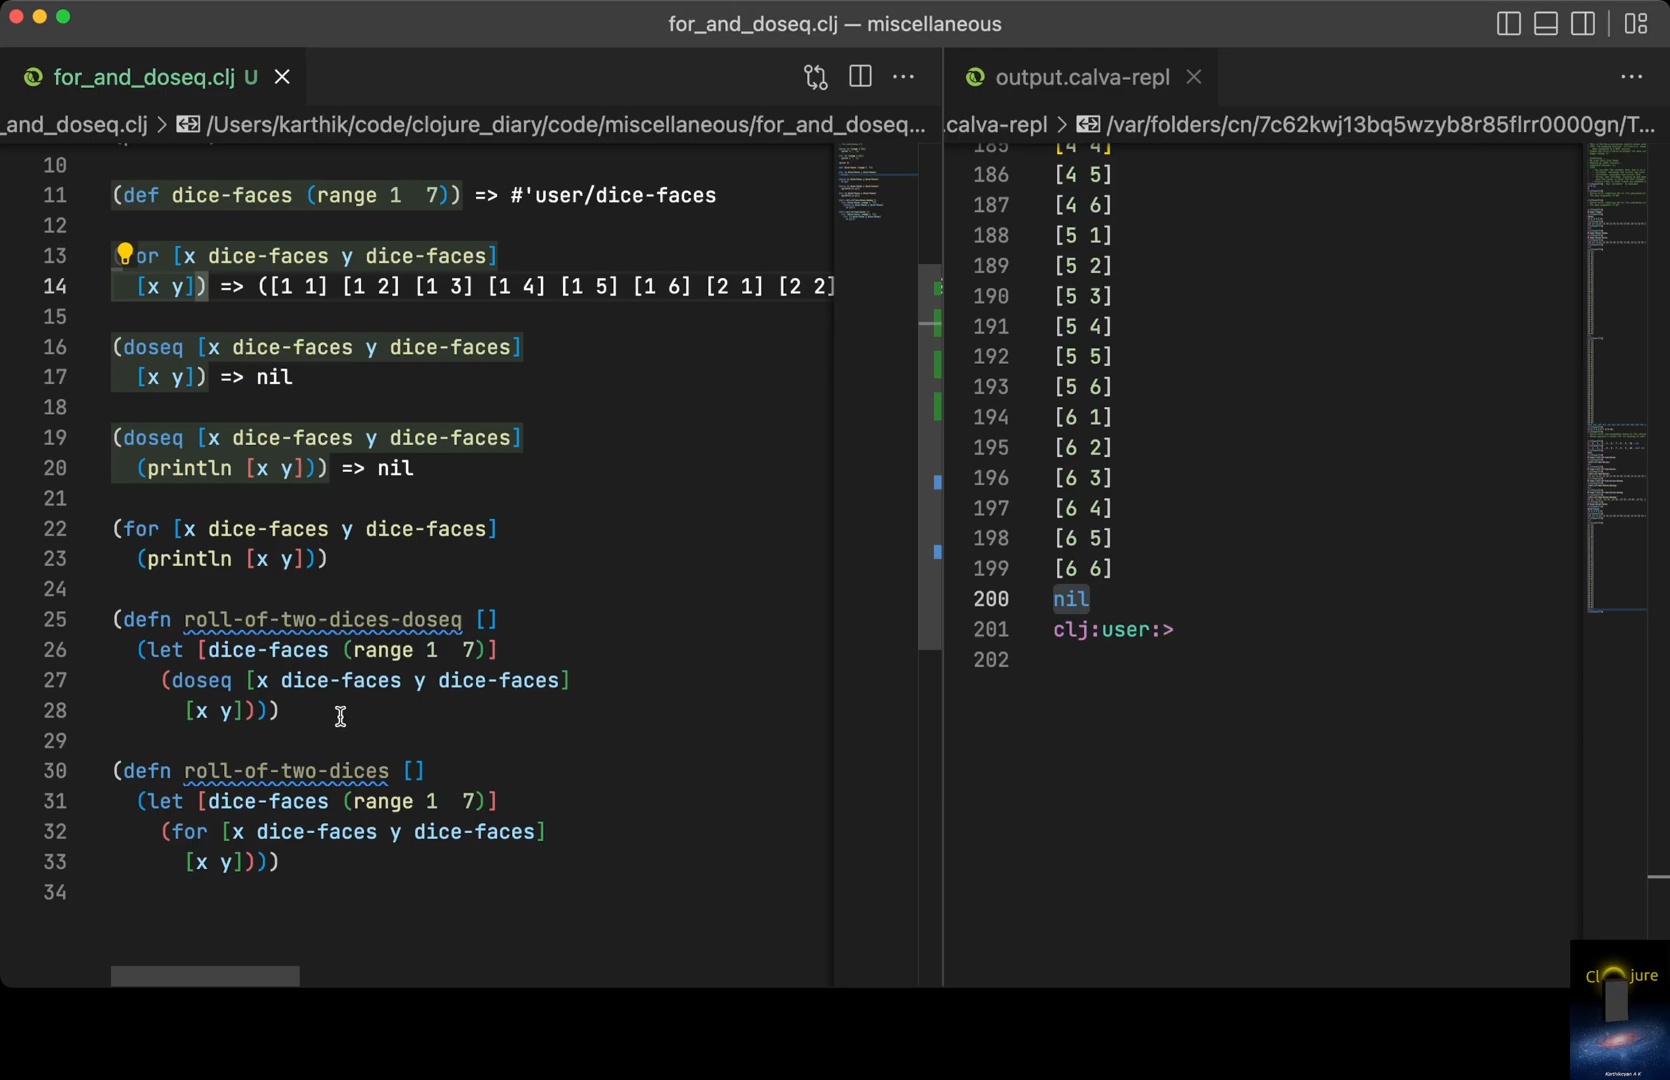 for_and_doseq.clj — miscellaneous
for_and_doseq.clj U
output.calva-repl
_and_doseq.clj > /Users/karthik/code/clojure_diary/code/miscellaneous/for_and_doseq...
.calva-repl > /var/folders/cn/7c62kwj13bq5wzyb8r85flrr0000gn/T...
10
11 (def dice-faces (range 1 7)) => #'user/dice-faces
12
13 or [x dice-faces y dice-faces]
14 [x y]) => ([1 1] [1 2] [1 3] [1 4] [1 5] [1 6] [2 1] [2 2]
15
16 (doseq [x dice-faces y dice-faces]
17 [x y]) => nil
18
19 (doseq [x dice-faces y dice-faces]
20 (println [x y])) => nil
21
22 (for [x dice-faces y dice-faces]
23 (println [x y]))
24
25 (defn roll-of-two-dices-doseq []
26 (let [dice-faces (range 1 7)]
27 (doseq [x dice-faces y dice-faces]
28 [x y])))
29
30 (defn roll-of-two-dices []
31 (let [dice-faces (range 1 7)]
32 (for [x dice-faces y dice-faces]
33 [x y])))
34
185 [4 4]
186 [4 5]
187 [4 6]
188 [5 1]
189 [5 2]
190 [5 3]
191 [5 4]
192 [5 5]
193 [5 6]
194 [6 1]
195 [6 2]
196 [6 3]
197 [6 4]
198 [6 5]
199 [6 6]
200 nil
201 clj:user:>
202
Cl jure
Karthikeyan A K